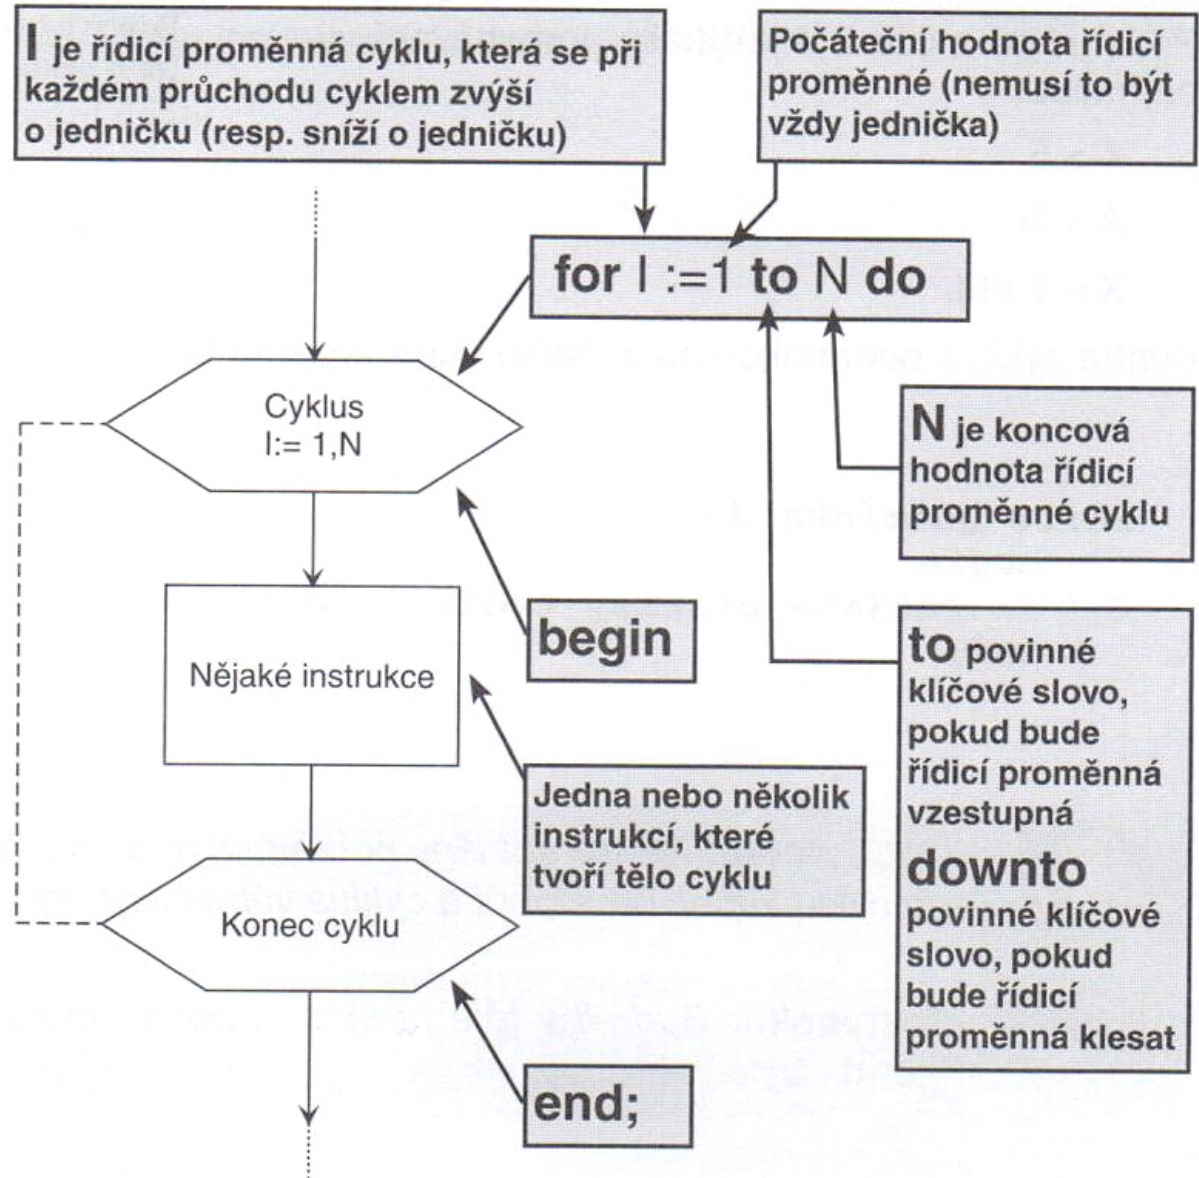 I je řídicí proměnná cyklu, která se při
každém průchodu cyklem zvýší
o jedničku (resp. sníží o jedničku)
Počáteční hodnota řídicí
proměnné (nemusí to být
vždy jednička)
for I :=1 to N do
Cyklus
I:= 1,N
N je koncová
hodnota řídicí
proměnné cyklu
begin
Nějaké instrukce
to povinné
klíčové slovo,
pokud bude
řídicí proměnná
vzestupná
downto
povinné klíčové
slovo, pokud
bude řídicí
proměnná klesat
Jedna nebo několik
instrukcí, které
tvoří tělo cyklu
Konec cyklu
end;